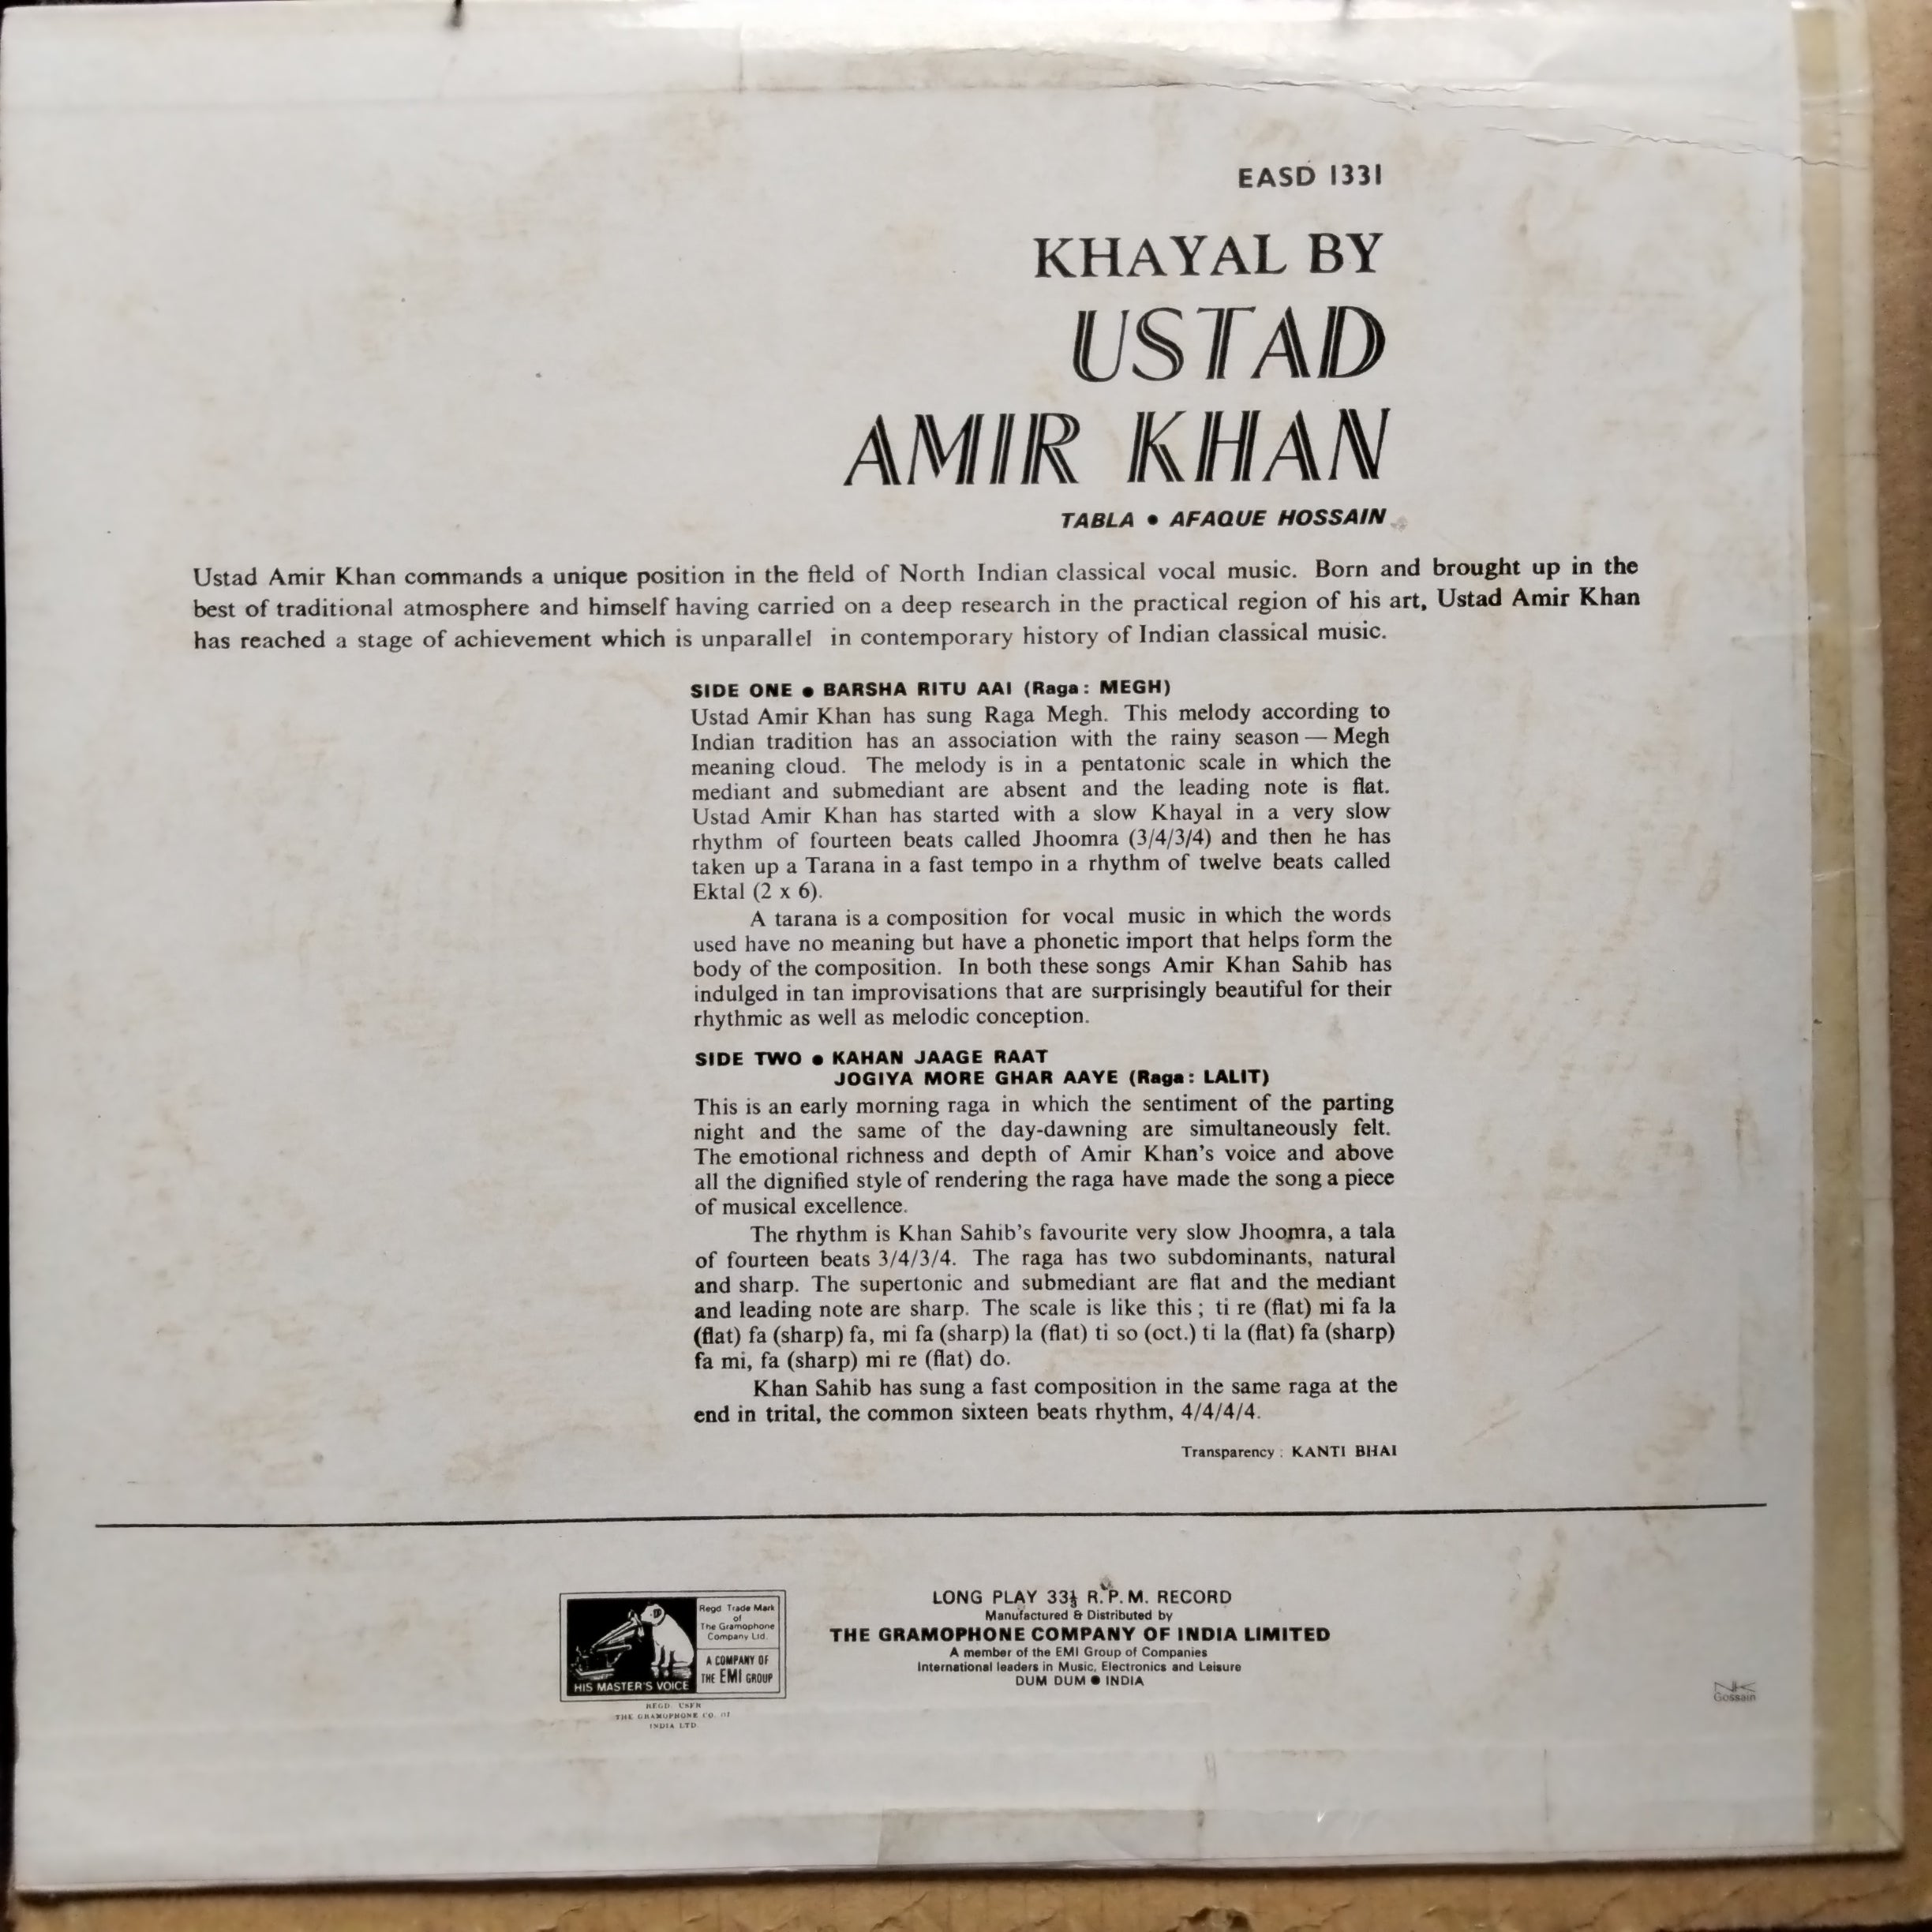 EASD 1331
KHAYAL BY
USTAD
AMIR KHAN
TABLA • AFAQUE HOSSAIN
Ustad Amir Khan commands a unique position in the field of North Indian classical vocal music. Born and brought up in the
best of traditional atmosphere and himself having carried on a deep research in the practical region of his art, Ustad Amir Khan
has reached a stage of achievement which is unparallel in contemporary history of Indian classical music.
SIDE ONE • BARSHA RITU AAI (Raga : MEGH)
Ustad Amir Khan has sung Raga Megh. This melody according to
Indian tradition has an association with the rainy season — Megh
meaning cloud. The melody is in a pentatonic scale in which the
mediant and submediant are absent and the leading note is flat.
Ustad Amir Khan has started with a slow Khayal in a very slow
rhythm of fourteen beats called Jhoomra (3/4/3/4) and then he has
taken up a Tarana in a fast tempo in a rhythm of twelve beats called
Ektal (2 x 6).
A tarana is a composition for vocal music in which the words
used have no meaning but have a phonetic import that helps form the
body of the composition. In both these songs Amir Khan Sahib has
indulged in tan improvisations that are surprisingly beautiful for their
rhythmic as well as melodic conception.
SIDE TWO • KAHAN JAAGE RAAT
JOGIYA MORE GHAR AAYE (Raga : LALIT)
This is an early morning raga in which the sentiment of the parting
night and the same of the day-dawning are simultaneously felt.
The emotional richness and depth of Amir Khan's voice and above
all the dignified style of rendering the raga have made the song a piece
of musical excellence.
The rhythm is Khan Sahib's favourite very slow Jhoomra, a tala
of fourteen beats 3/4/3/4. The raga has two subdominants, natural
and sharp. The supertonic and submediant are flat and the mediant
and leading note are sharp. The scale is like this ; ti re (flat) mi fa la
(flat) fa (sharp) fa, mi fa (sharp) la (flat) ti so (oct.) ti la (flat) fa (sharp)
fa mi, fa (sharp) mi re (flat) do.
Khan Sahib has sung a fast composition in the same raga at the
end in trital, the common sixteen beats rhythm, 4/4/4/4.
Transparency : KANTI BHAI
Regd. Trade Mark
of
The Gramophone
Company Ltd.
A COMPANY OF
THE EMI GROUP
HIS MASTER'S VOICE
REGD. USER
THE GRAMOPHONE CO. OF
INDIA LTD.
LONG PLAY 33⅓ R.P.M. RECORD
Manufactured & Distributed by
THE GRAMOPHONE COMPANY OF INDIA LIMITED
A member of the EMI Group of Companies
International leaders in Music, Electronics and Leisure
DUM DUM • INDIA
NK
Gossain